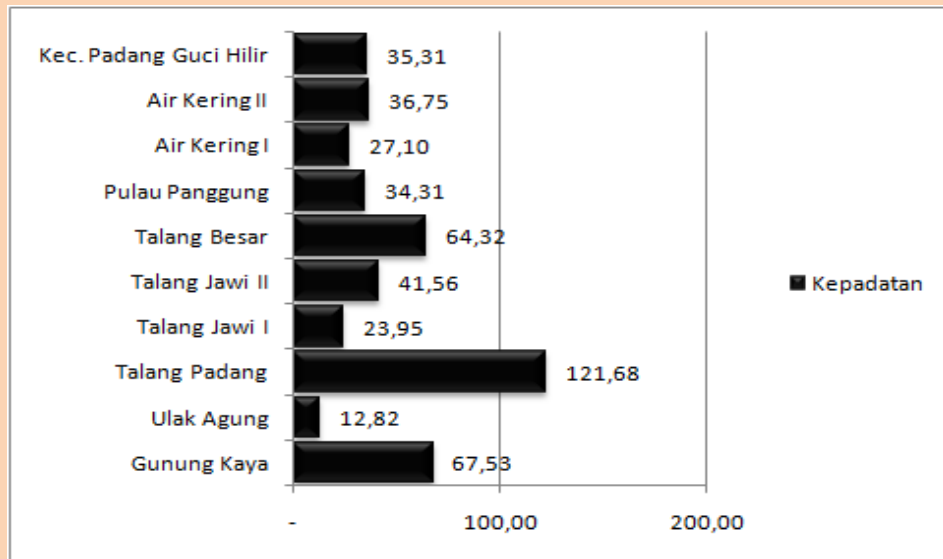 Kec. Padang Guci Hilir 35,31
Air Kering II 36,75
Air Kering I 27,10
Pulau Panggung 34,31
Talang Besar 64,32
Talang Jawi II 41,56
Talang Jawi I 23,95
Talang Padang 121,68
Ulak Agung 12,82
Gunung Kaya 67,53
- 100,00 200,00
Kepadatan